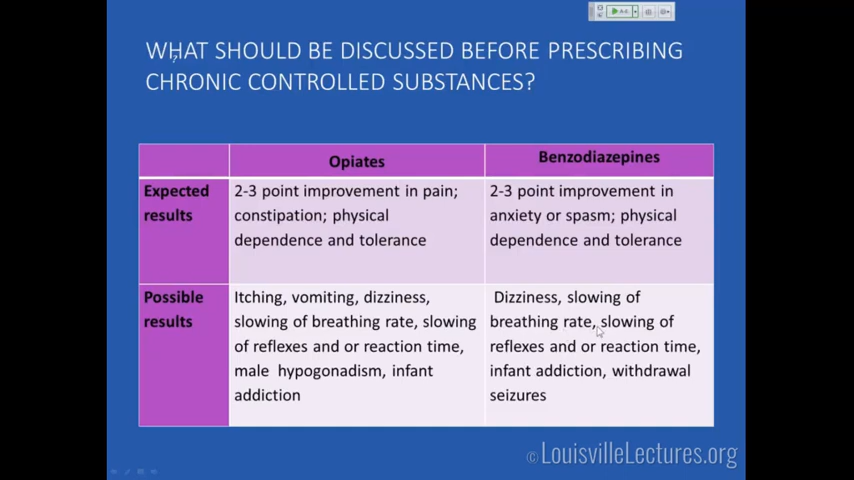 WHAT SHOULD BE DISCUSSED BEFORE PRESCRIBING
CHRONIC CONTROLLED SUBSTANCES?
Opiates
Benzodiazepines
Expected
results
2-3 point improvement in pain;
constipation; physical
dependence and tolerance
2-3 point improvement in
anxiety or spasm; physical
dependence and tolerance
Possible
results
Itching, vomiting, dizziness,
slowing of breathing rate, slowing
of reflexes and or reaction time,
male hypogonadism, infant
addiction
Dizziness, slowing of
breathing rate, slowing of
reflexes and or reaction time,
infant addiction, withdrawal
seizures
© LouisvilleLectures.org